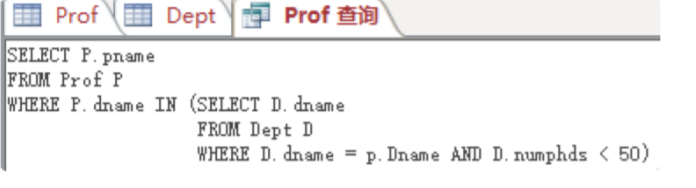 Prof Dept Prof 查询
SELECT P.pname
FROM Prof P
WHERE P.dname IN (SELECT D.dname
FROM Dept D
WHERE D.dname = p.Dname AND D.numphds < 50)